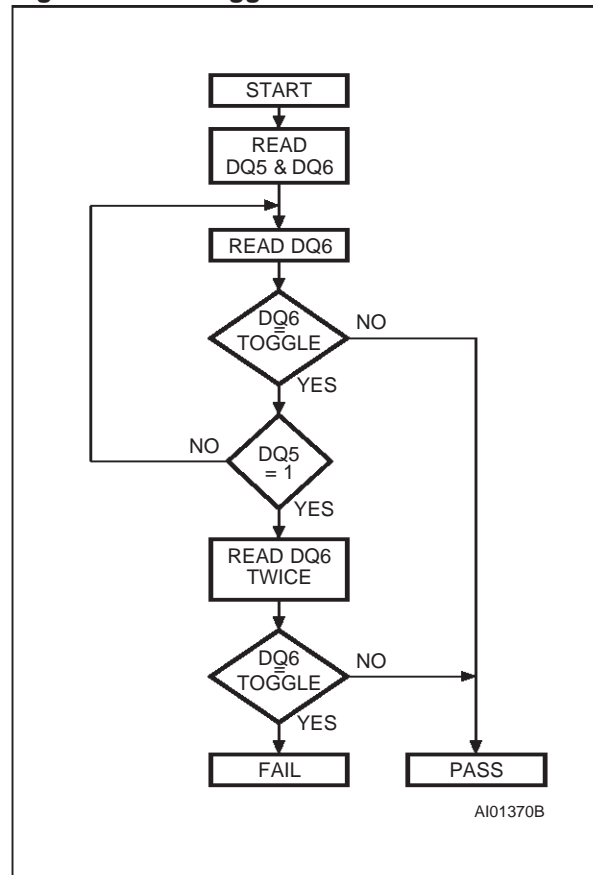 START
READ
DQ5 & DQ6
READ DQ6
DQ6
=
TOGGLE
NO
YES
NO
DQ5
= 1
YES
READ DQ6
TWICE
DQ6
=
TOGGLE
NO
YES
FAIL
PASS
AI01370B